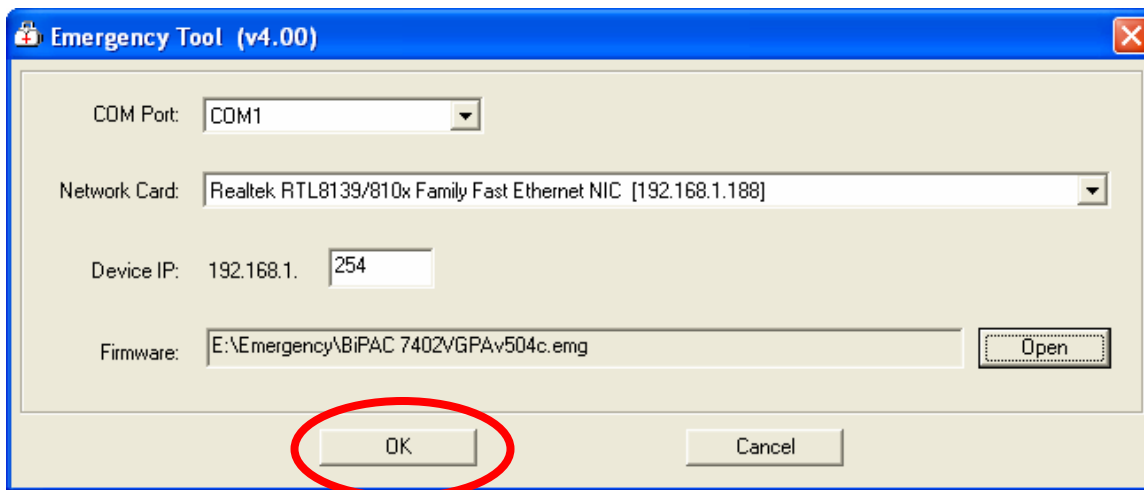 Emergency Tool (v4.00)
COM Port: COM1
Network Card: Realtek RTL8139/810x Family Fast Ethernet NIC [192.168.1.188]
Device IP: 192.168.1. 254
Firmware: E:\Emergency\BiPAC 7402VGPAv504c.emg Open
OK Cancel